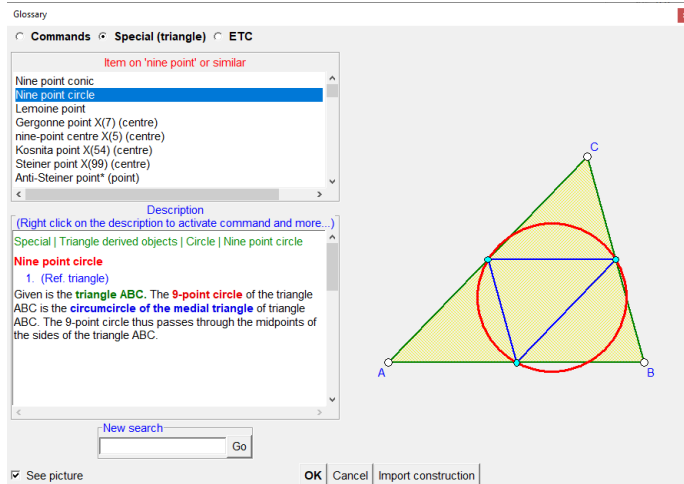 Glossary
Commands Special (triangle) ETC
Item on 'nine point' or similar
Nine point conic
Nine point circle
Lemoine point
Gergonne point X(7) (centre)
nine-point centre X(5) (centre)
Kosnita point X(54) (centre)
Steiner point X(99) (centre)
Anti-Steiner point* (point)
Description
(Right click on the description to activate command and more...)
Special | Triangle derived objects | Circle | Nine point circle
Nine point circle
1. (Ref. triangle)
Given is the triangle ABC. The 9-point circle of the triangle
ABC is the circumcircle of the medial triangle of triangle
ABC. The 9-point circle thus passes through the midpoints of
the sides of the triangle ABC.
New search
Go
See picture
OK Cancel Import construction
C
A
B